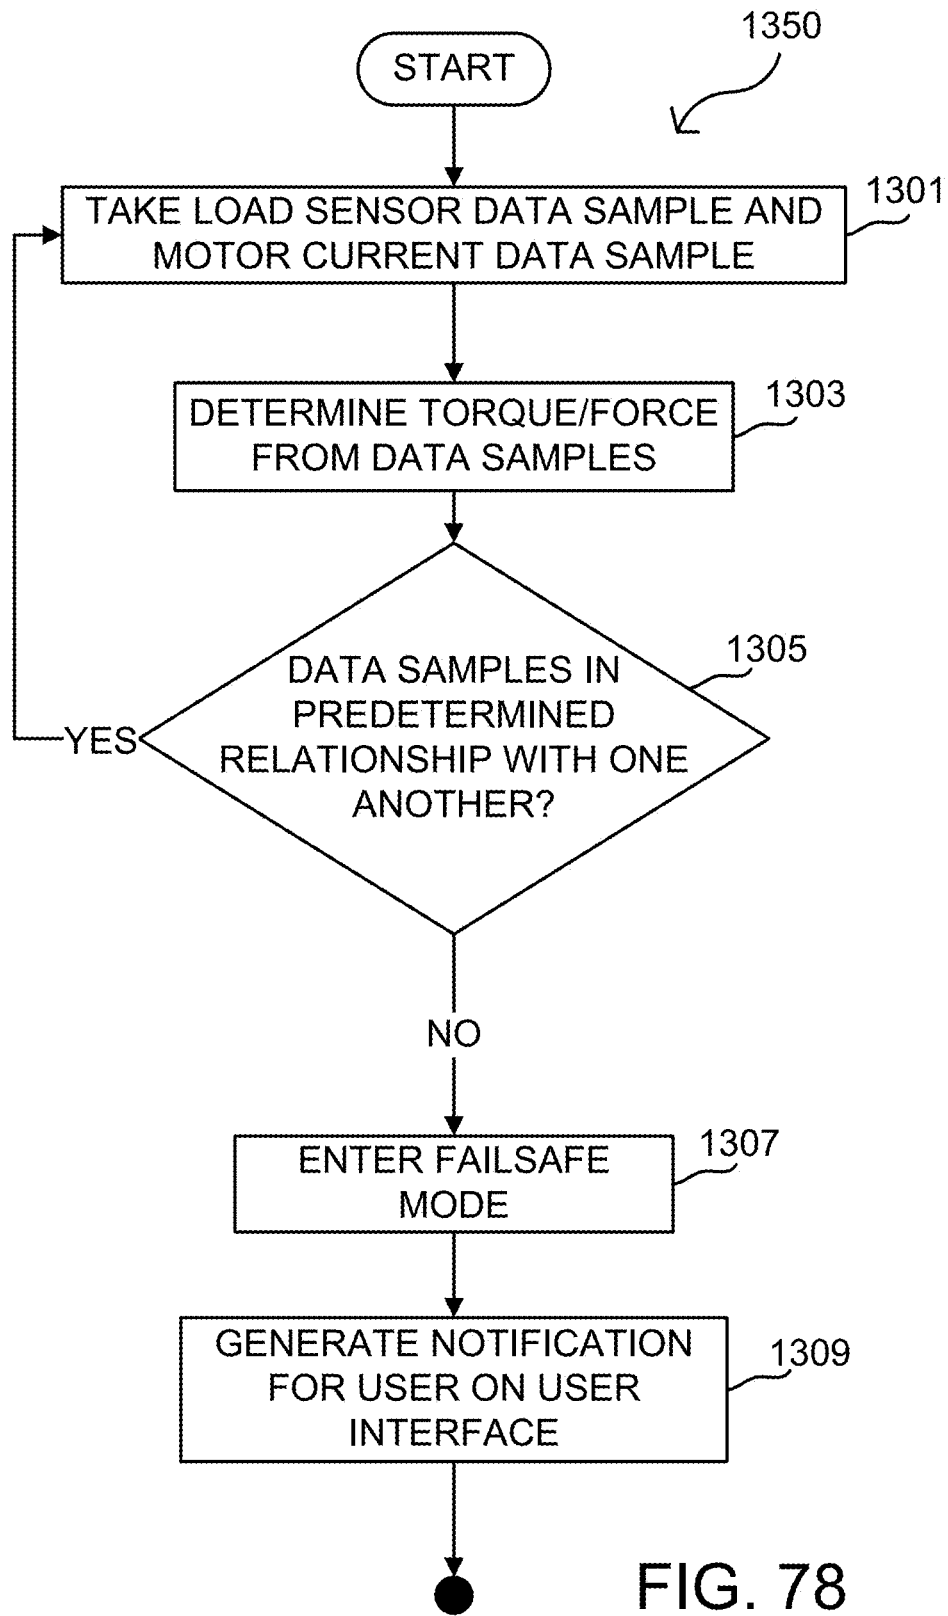 1350
START
1301
TAKE LOAD SENSOR DATA SAMPLE AND
MOTOR CURRENT DATA SAMPLE
1303
DETERMINE TORQUE/FORCE
FROM DATA SAMPLES
1305
DATA SAMPLES IN
PREDETERMINED
RELATIONSHIP WITH ONE
ANOTHER?
YES
NO
1307
ENTER FAILSAFE
MODE
1309
GENERATE NOTIFICATION
FOR USER ON USER
INTERFACE
FIG. 78